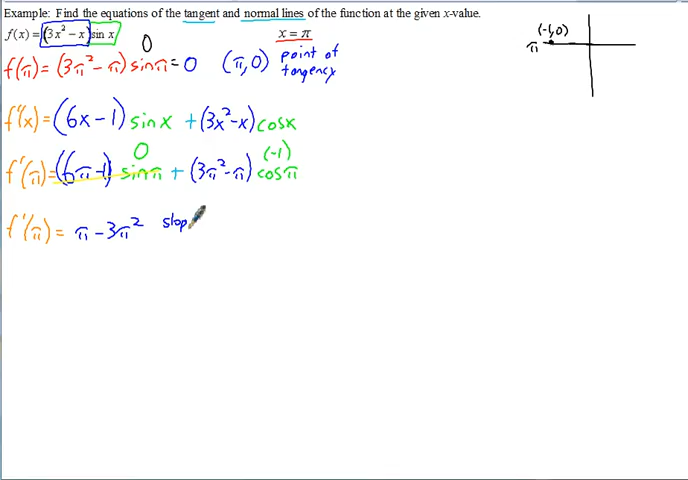 Example: Find the equations of the tangent and normal lines of the function at the given x-value.
f(x) = (3x² − x) sin x
x = π
0
f(π) = (3π² − π) sin π = 0 (π, 0) point of tangency
f'(x) = (6x − 1) sin x + (3x² − x) cos x
0 (-1)
f'(π) = (6π − 1) sin π + (3π² − π) cos π
f'(π) = π − 3π² slop
(-1, 0)
π